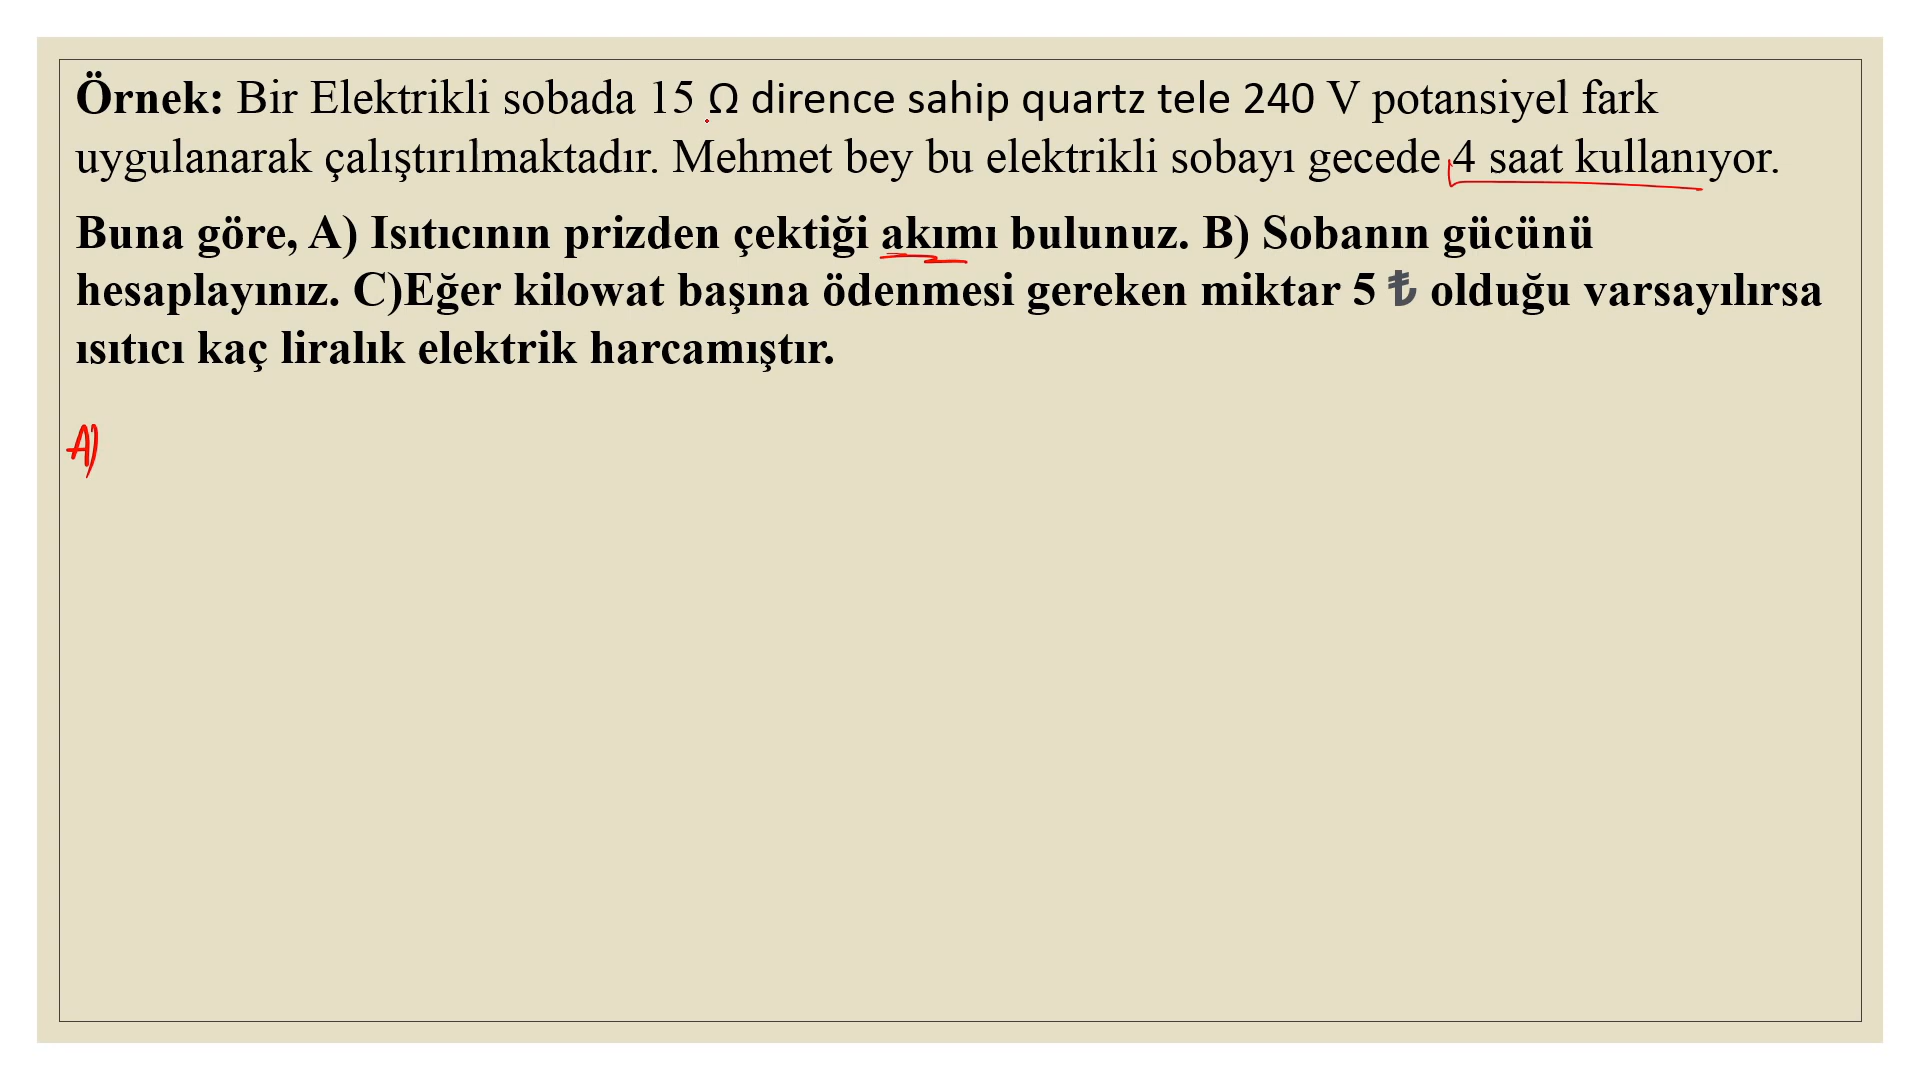 Örnek: Bir Elektrikli sobada 15 Ω dirence sahip quartz tele 240 V potansiyel fark
uygulanarak çalıştırılmaktadır. Mehmet bey bu elektrikli sobayı gecede 4 saat kullanıyor.
Buna göre, A) Isıtıcının prizden çektiği akımı bulunuz. B) Sobanın gücünü
hesaplayınız. C)Eğer kilowat başına ödenmesi gereken miktar 5 ₺ olduğu varsayılırsa
ısıtıcı kaç liralık elektrik harcamıştır.
A)